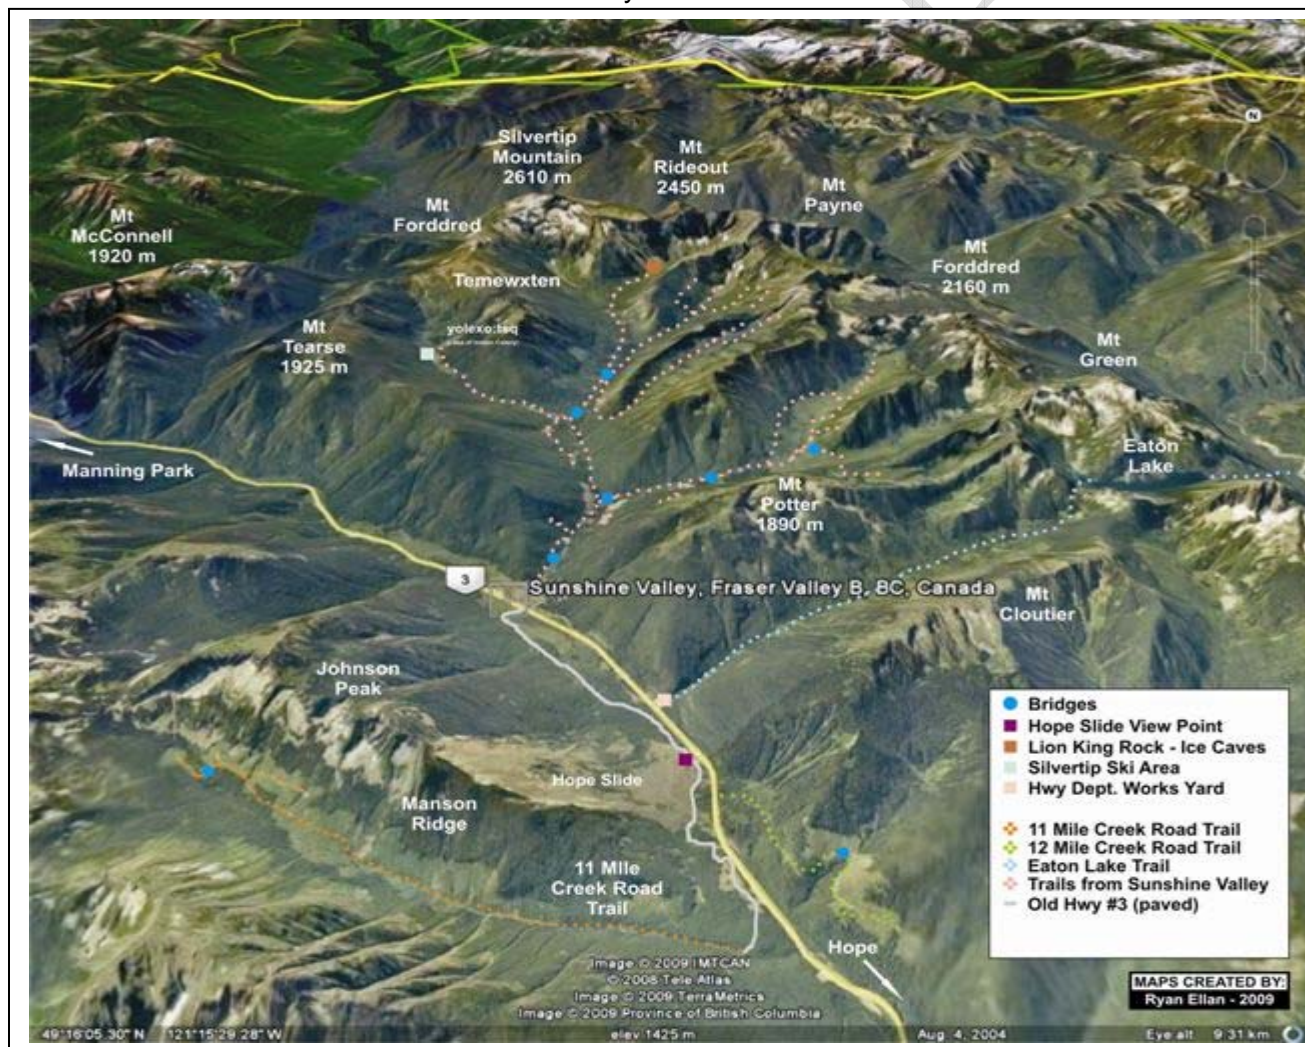 N
Silvertip
Mountain
2610 m
Mt
Rideout
2450 m
Mt
Payne
Mt
McConnell
1920 m
Mt
Forddred
Mt
Forddred
2160 m
Temewxten
yolexo:tsq
Mt
Tearse
1925 m
Mt
Green
Manning Park
Eaton
Lake
Mt
Potter
1890 m
3
Sunshine Valley, Fraser Valley B, BC, Canada
Mt
Cloutier
Johnson
Peak
Hope Slide
Manson
Ridge
11 Mile
Creek Road
Trail
Hope
Bridges
Hope Slide View Point
Lion King Rock - Ice Caves
Silvertip Ski Area
Hwy Dept. Works Yard
11 Mile Creek Road Trail
12 Mile Creek Road Trail
Eaton Lake Trail
Trails from Sunshine Valley
Old Hwy #3 (paved)
Image © 2009 IMTCAN
© 2008 Tele Atlas
Image © 2009 TerraMetrics
Image © 2009 Province of British Columbia
MAPS CREATED BY:
Ryan Ellan - 2009
49°16'05.30" N 121°15'29.28" W elev 1425 m Aug. 4, 2004 Eye alt 9.31 km